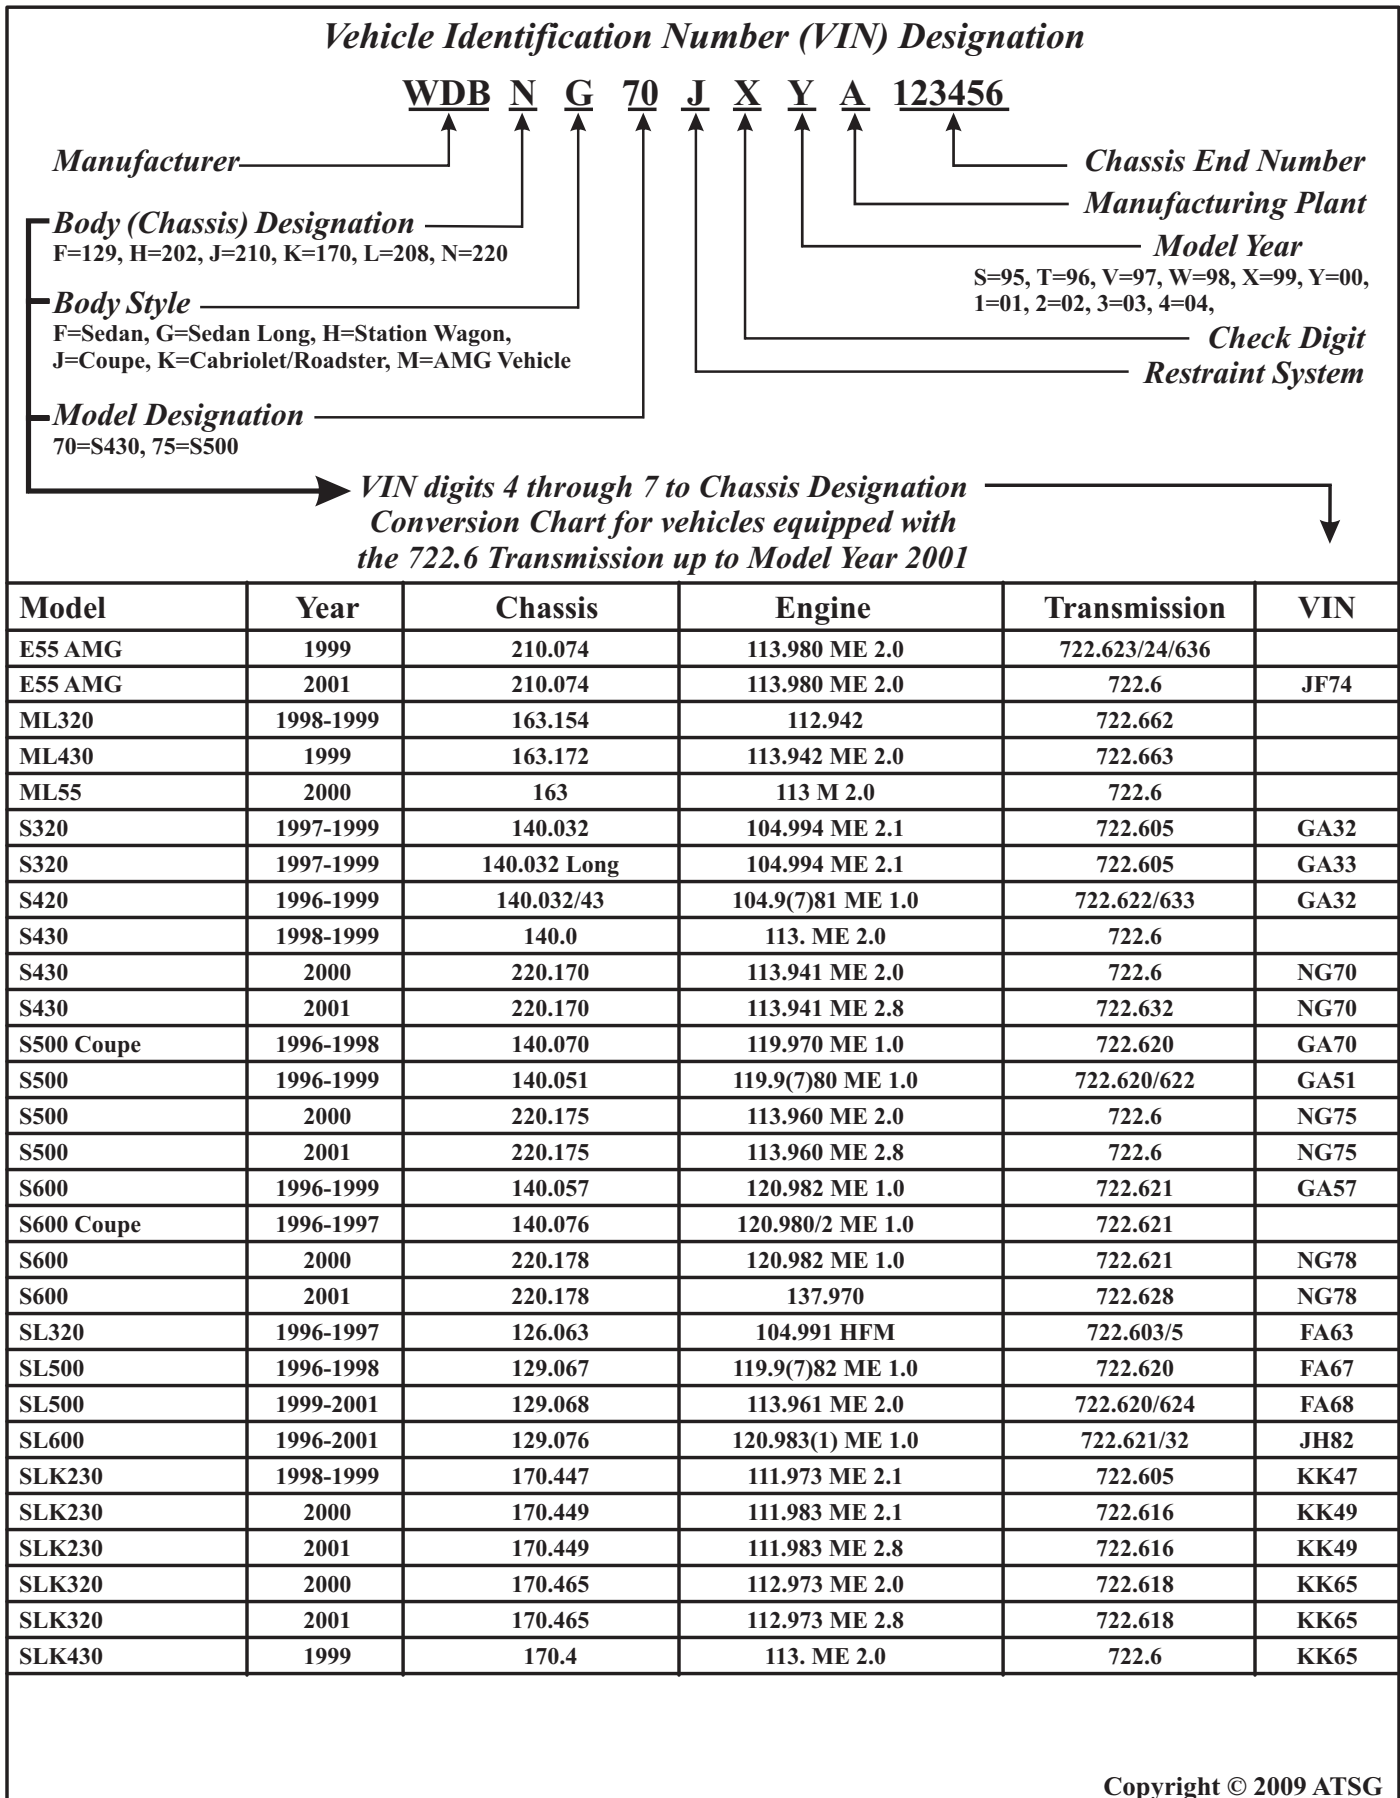 Vehicle Identification Number (VIN) Designation
WDB N G 70 J X Y A 123456
Manufacturer
Chassis End Number
Manufacturing Plant
Body (Chassis) Designation
F=129, H=202, J=210, K=170, L=208, N=220
Model Year
S=95, T=96, V=97, W=98, X=99, Y=00,
1=01, 2=02, 3=03, 4=04,
Body Style
F=Sedan, G=Sedan Long, H=Station Wagon,
J=Coupe, K=Cabriolet/Roadster, M=AMG Vehicle
Check Digit
Restraint System
Model Designation
70=S430, 75=S500
VIN digits 4 through 7 to Chassis Designation
Conversion Chart for vehicles equipped with
the 722.6 Transmission up to Model Year 2001
Model Year Chassis Engine Transmission VIN
E55 AMG 1999 210.074 113.980 ME 2.0 722.623/24/636
E55 AMG 2001 210.074 113.980 ME 2.0 722.6 JF74
ML320 1998-1999 163.154 112.942 722.662
ML430 1999 163.172 113.942 ME 2.0 722.663
ML55 2000 163 113 M 2.0 722.6
S320 1997-1999 140.032 104.994 ME 2.1 722.605 GA32
S320 1997-1999 140.032 Long 104.994 ME 2.1 722.605 GA33
S420 1996-1999 140.032/43 104.9(7)81 ME 1.0 722.622/633 GA32
S430 1998-1999 140.0 113. ME 2.0 722.6
S430 2000 220.170 113.941 ME 2.0 722.6 NG70
S430 2001 220.170 113.941 ME 2.8 722.632 NG70
S500 Coupe 1996-1998 140.070 119.970 ME 1.0 722.620 GA70
S500 1996-1999 140.051 119.9(7)80 ME 1.0 722.620/622 GA51
S500 2000 220.175 113.960 ME 2.0 722.6 NG75
S500 2001 220.175 113.960 ME 2.8 722.6 NG75
S600 1996-1999 140.057 120.982 ME 1.0 722.621 GA57
S600 Coupe 1996-1997 140.076 120.980/2 ME 1.0 722.621
S600 2000 220.178 120.982 ME 1.0 722.621 NG78
S600 2001 220.178 137.970 722.628 NG78
SL320 1996-1997 126.063 104.991 HFM 722.603/5 FA63
SL500 1996-1998 129.067 119.9(7)82 ME 1.0 722.620 FA67
SL500 1999-2001 129.068 113.961 ME 2.0 722.620/624 FA68
SL600 1996-2001 129.076 120.983(1) ME 1.0 722.621/32 JH82
SLK230 1998-1999 170.447 111.973 ME 2.1 722.605 KK47
SLK230 2000 170.449 111.983 ME 2.1 722.616 KK49
SLK230 2001 170.449 111.983 ME 2.8 722.616 KK49
SLK320 2000 170.465 112.973 ME 2.0 722.618 KK65
SLK320 2001 170.465 112.973 ME 2.8 722.618 KK65
SLK430 1999 170.4 113. ME 2.0 722.6 KK65
Copyright © 2009 ATSG